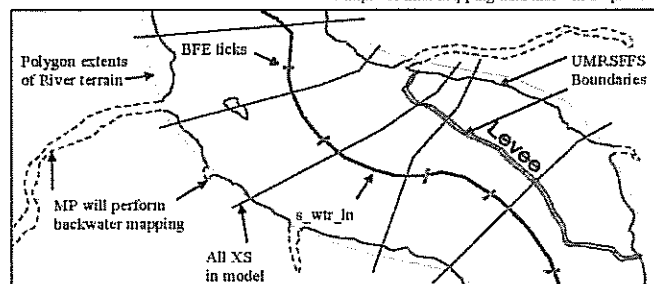 BFE ticks
Polygon extents
of River terrain
UMRSFFS
Boundaries
Levee
MP will perform
backwater mapping
s_wtr_ln
All XS
in model